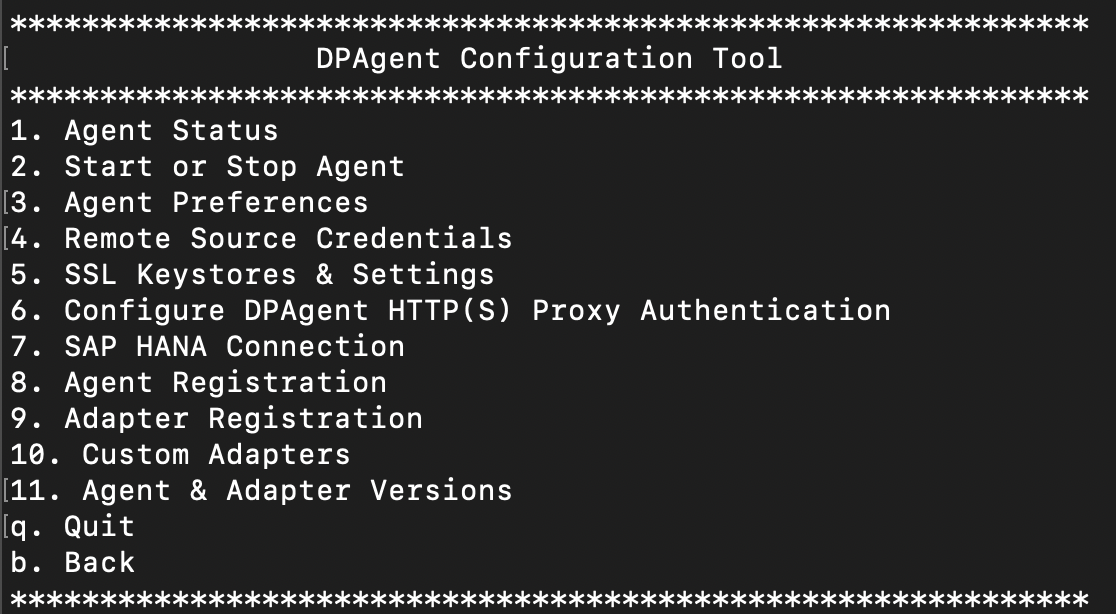 ************************************************************
DPAgent Configuration Tool
************************************************************
1. Agent Status
2. Start or Stop Agent
3. Agent Preferences
4. Remote Source Credentials
5. SSL Keystores & Settings
6. Configure DPAgent HTTP(S) Proxy Authentication
7. SAP HANA Connection
8. Agent Registration
9. Adapter Registration
10. Custom Adapters
11. Agent & Adapter Versions
q. Quit
b. Back
************************************************************